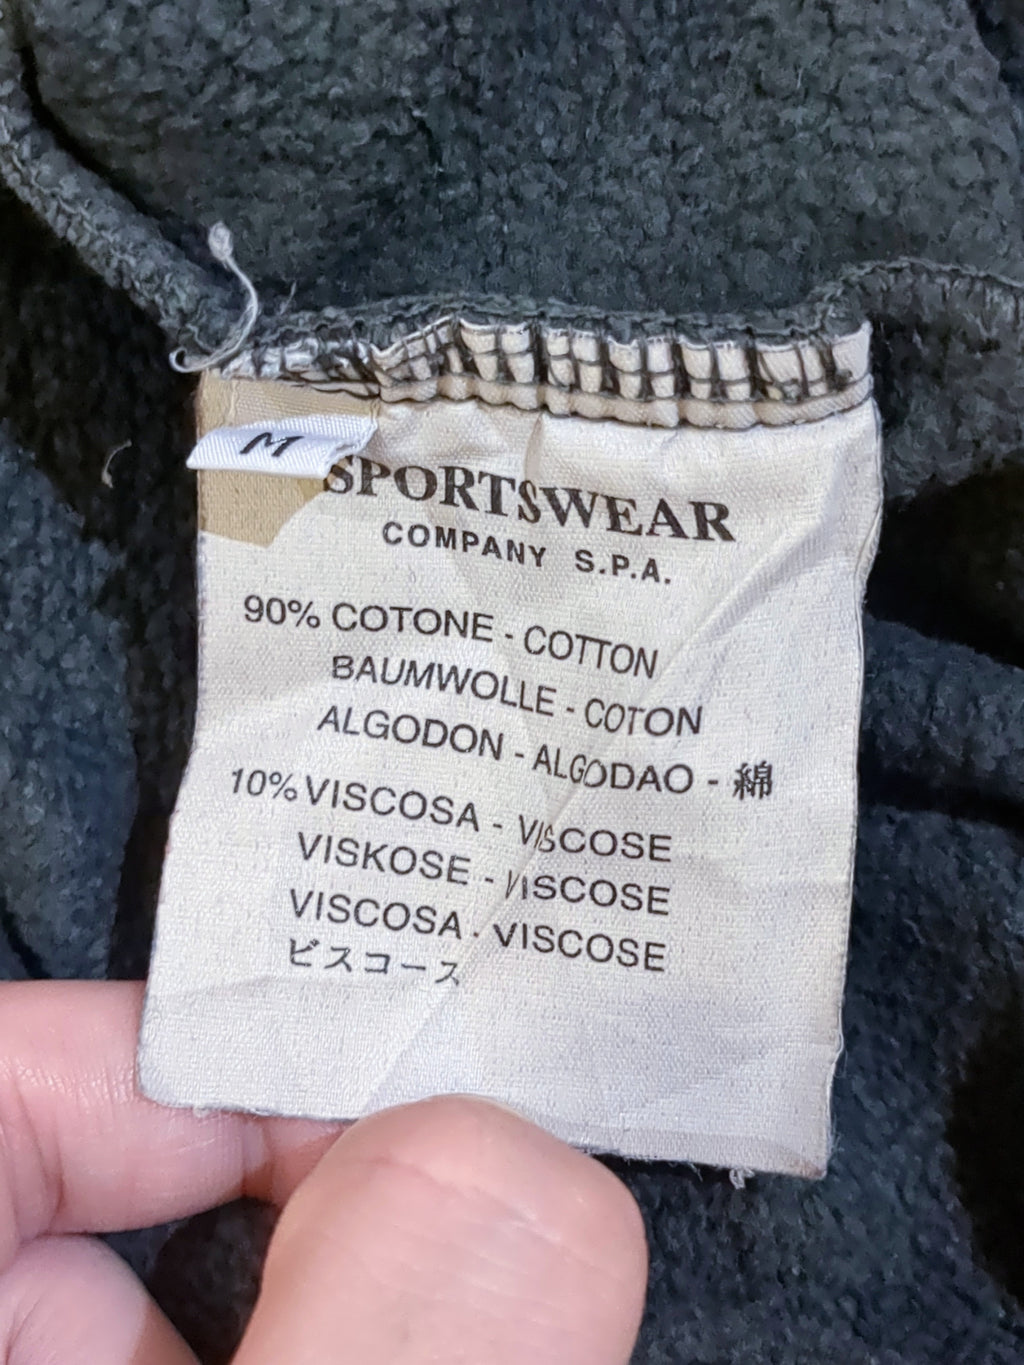 M
SPORTSWEAR
COMPANY S.P.A.
90% COTONE - COTTON
BAUMWOLLE - COTON
ALGODON - ALGODAO - 綿
10% VISCOSA - VISCOSE
VISKOSE - VISCOSE
VISCOSA - VISCOSE
ビスコース